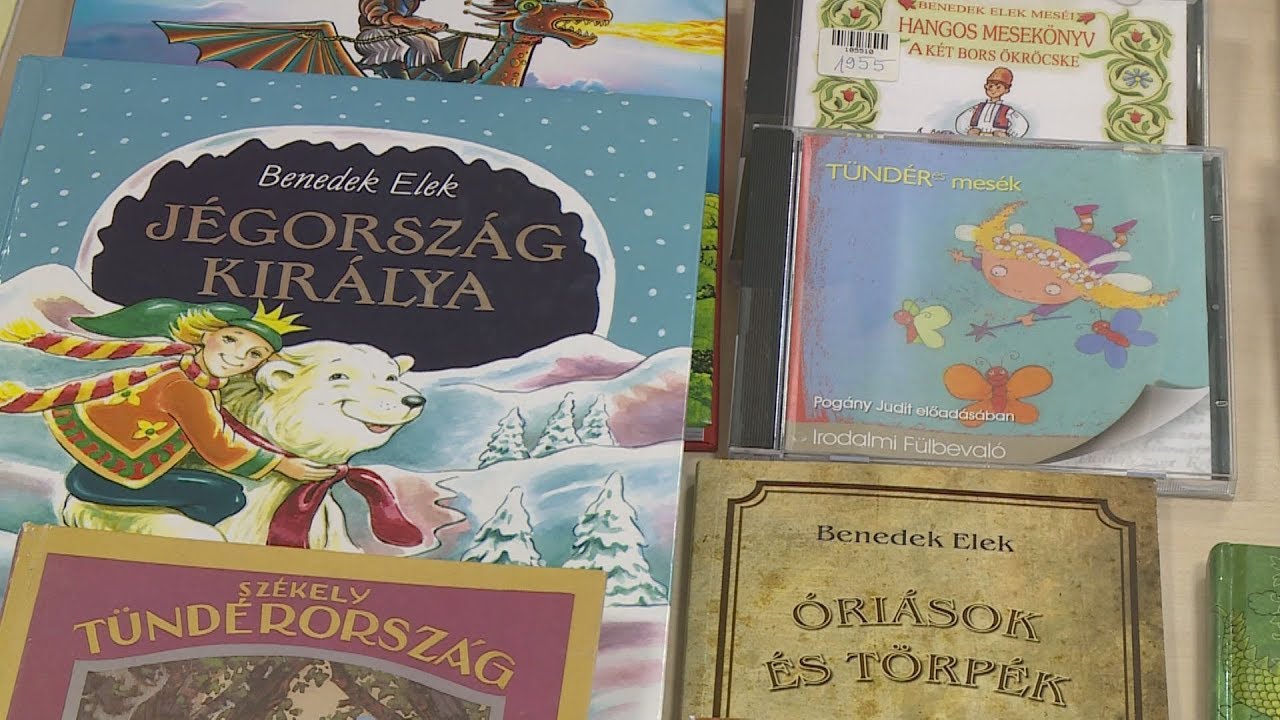 Benedek Elek
JÉGORSZÁG
KIRÁLYA
SZÉKELY
TÜNDÉRORSZÁG
BENEDEK ELEK MESÉI
HANGOS MESEKÖNYV
A KÉT BORS ÖKRÖCSKE
105510
1955
TÜNDÉRes mesék
Pogány Judit előadásában
Irodalmi Fülbevaló
Benedek Elek
ÓRIÁSOK
ÉS TÖRPÉK